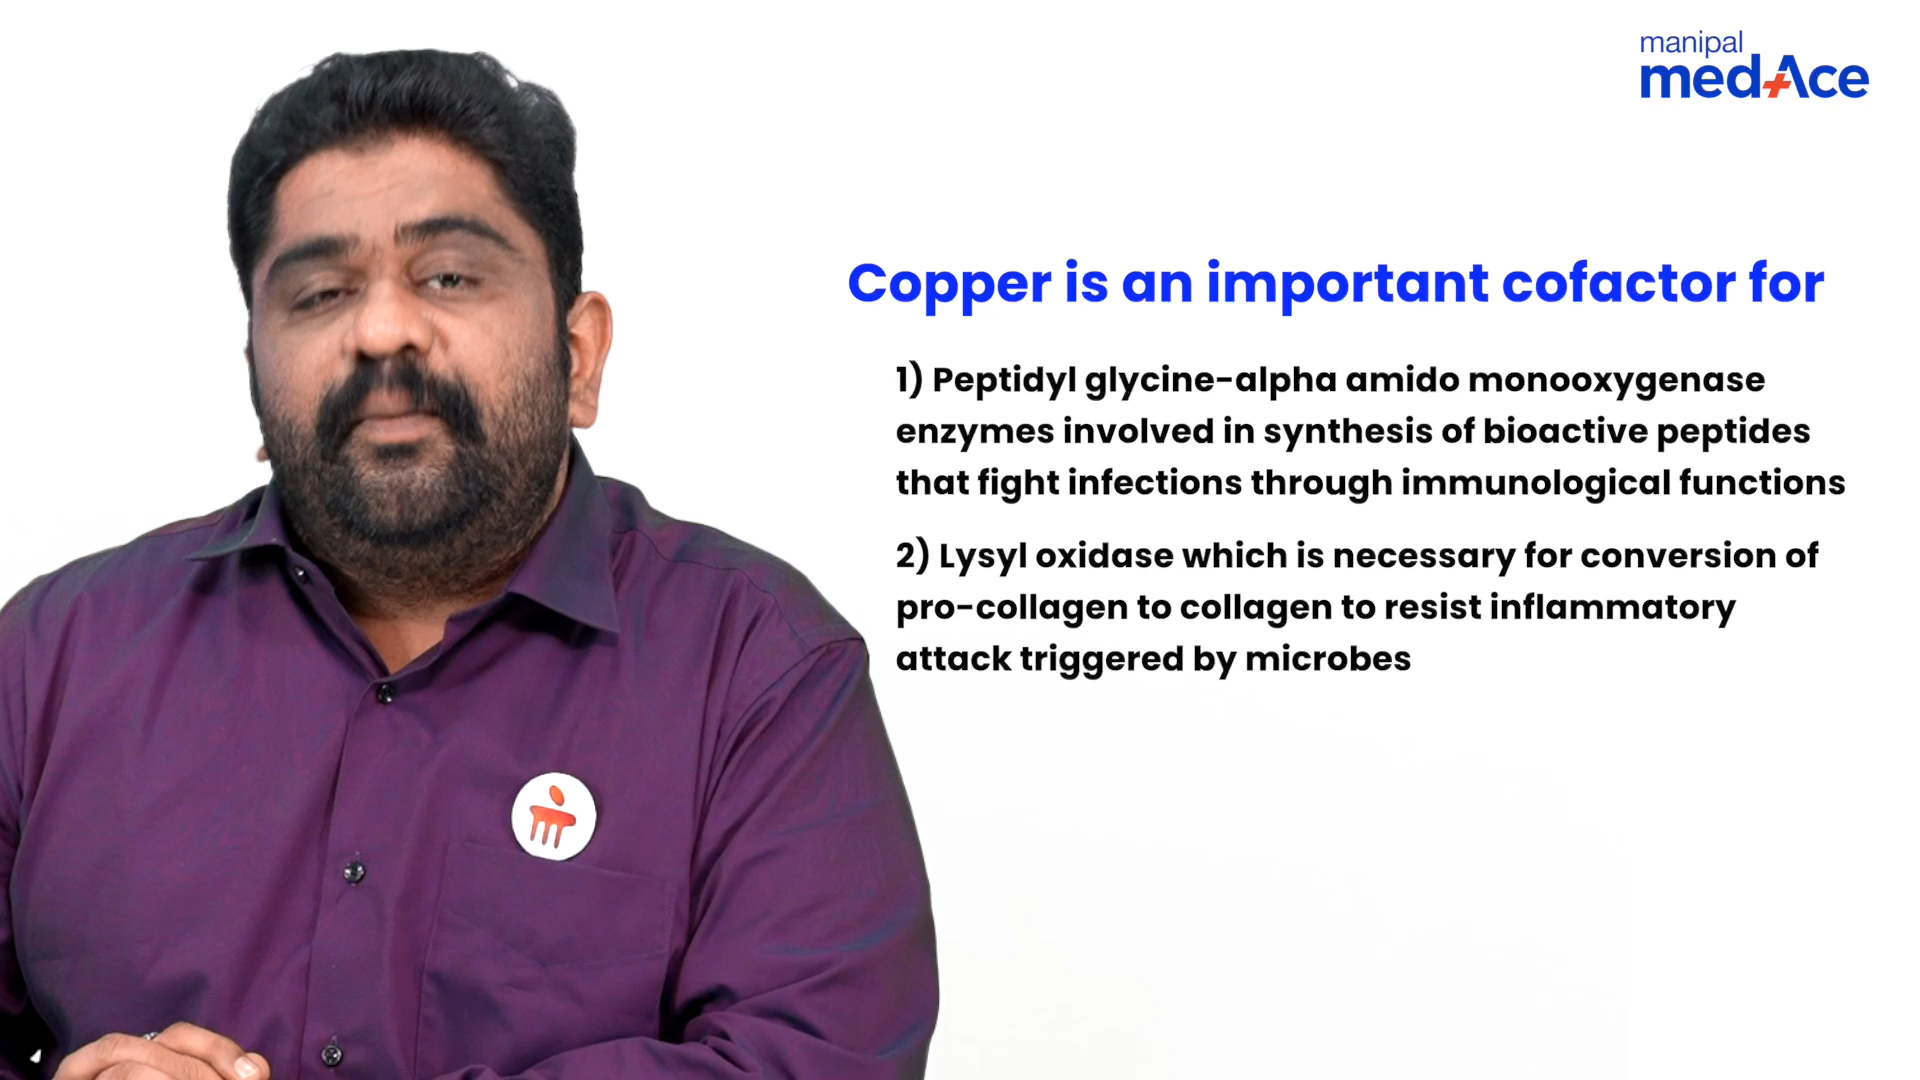 manipal
medAce
Copper is an important cofactor for
1) Peptidyl glycine-alpha amido monooxygenase
enzymes involved in synthesis of bioactive peptides
that fight infections through immunological functions
2) Lysyl oxidase which is necessary for conversion of
pro-collagen to collagen to resist inflammatory
attack triggered by microbes